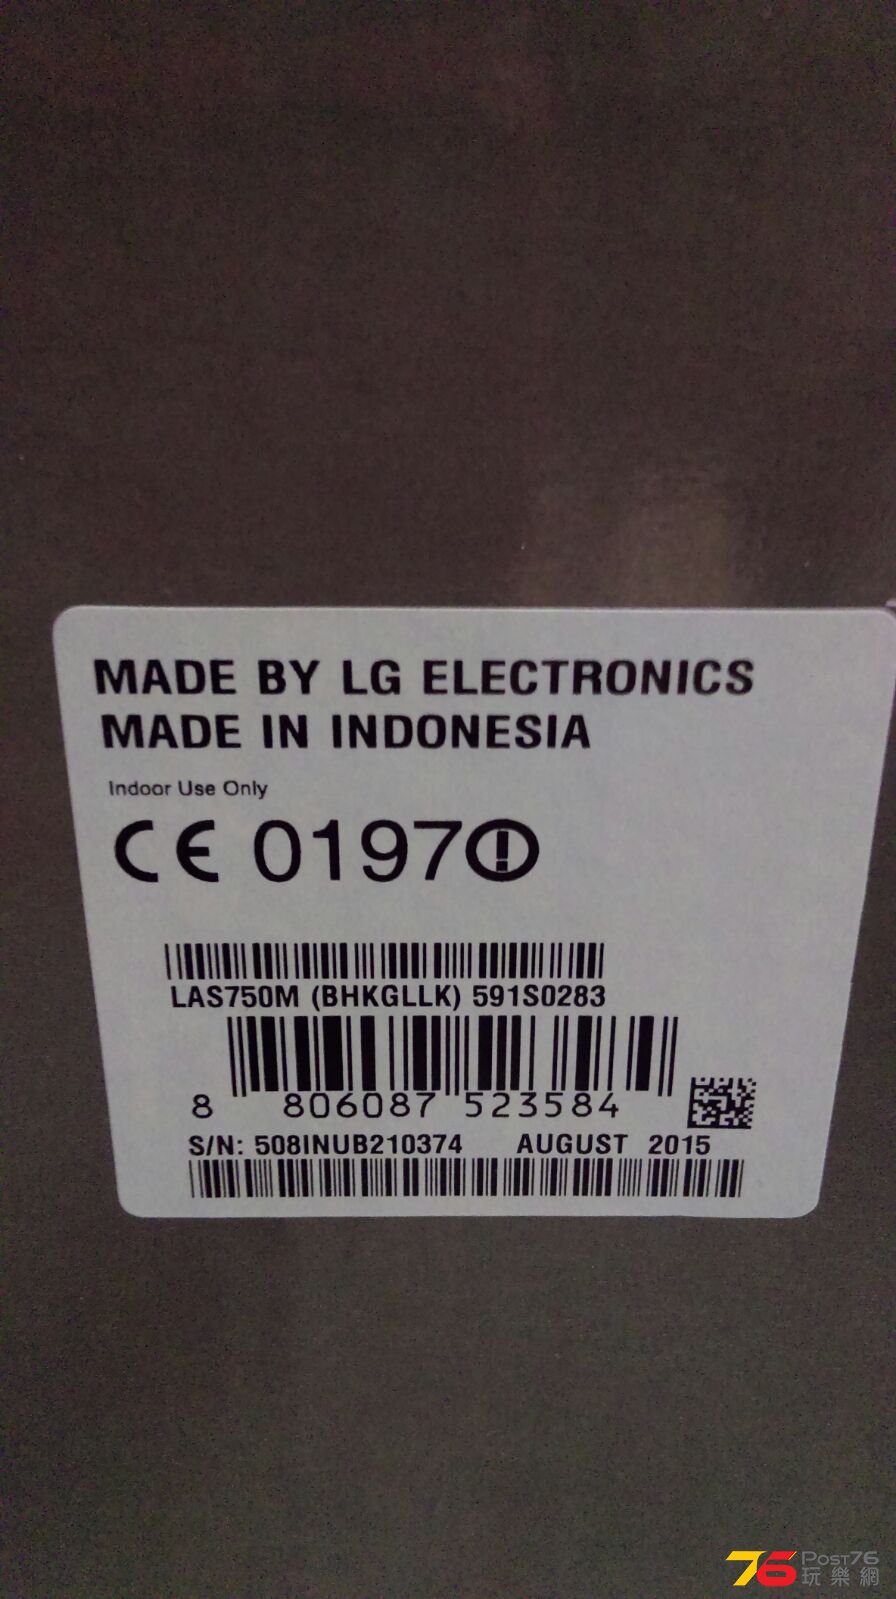 MADE BY LG ELECTRONICS
MADE IN INDONESIA
Indoor Use Only
CE 0197
LAS750M (BHKGLLK) 591S0283
8 806087 523584
S/N: 508INUB210374 AUGUST 2015
76 Post76
玩樂網